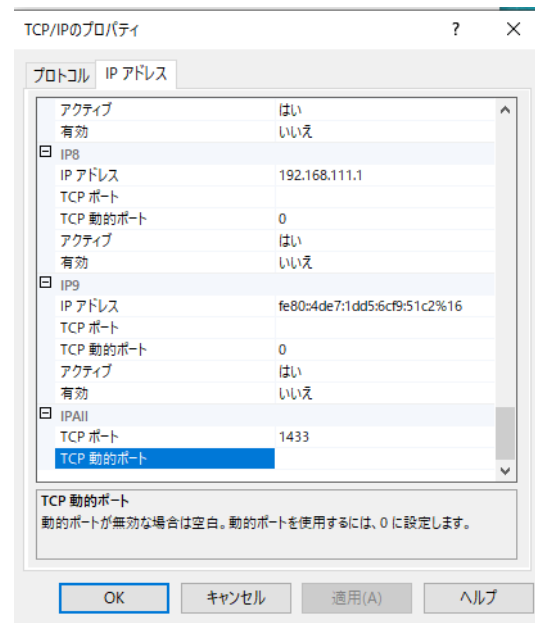 TCP/IPのプロパティ ? ×
プロトコル IP アドレス
アクティブ はい
有効 いいえ
IP8
IP アドレス 192.168.111.1
TCP ポート
TCP 動的ポート 0
アクティブ はい
有効 いいえ
IP9
IP アドレス fe80::4de7:1dd5:6cf9:51c2%16
TCP ポート
TCP 動的ポート 0
アクティブ はい
有効 いいえ
IPAll
TCP ポート 1433
TCP 動的ポート
TCP 動的ポート
動的ポートが無効な場合は空白。動的ポートを使用するには、0 に設定します。
OK キャンセル 適用(A) ヘルプ